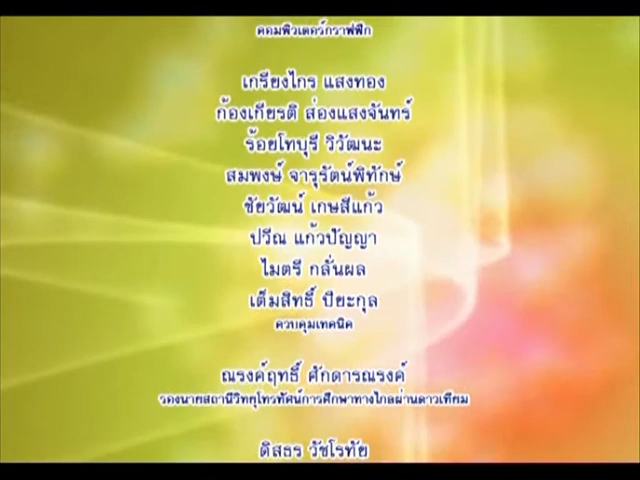 คอมพิวเตอร์กราฟฟิก
เกรียงไกร แสงทอง
ก้องเกียรติ ส่องแสงจันทร์
ร้อยโทบุรี วิวัฒนะ
สมพงษ์ จารุรัตน์พิทักษ์
ชัยวัฒน์ เกษสีแก้ว
ปวีณ แก้วปัญญา
ไมตรี กลั่นผล
เต็มสิทธิ์ ปิยะกุล
ควบคุมเทคนิค
ณรงค์ฤทธิ์ ศักดารณรงค์
รองนายสถานีวิทยุโทรทัศน์การศึกษาทางไกลผ่านดาวเทียม
ดิสธร วัชโรทัย